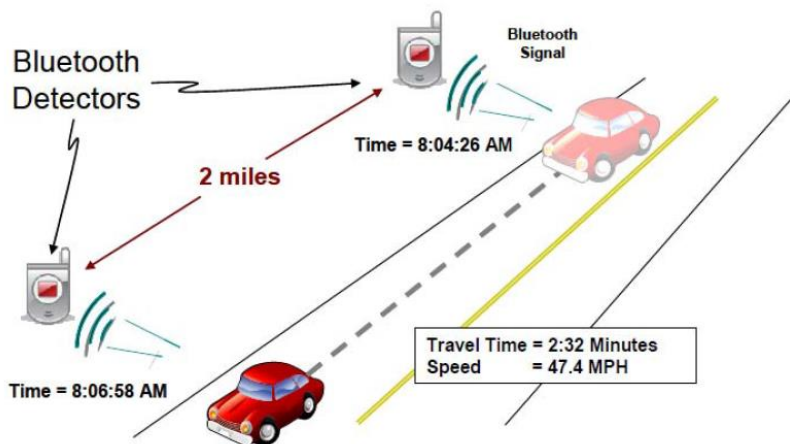 Bluetooth
Detectors
Bluetooth
Signal
Time = 8:04:26 AM
2 miles
Time = 8:06:58 AM
Travel Time = 2:32 Minutes
Speed = 47.4 MPH